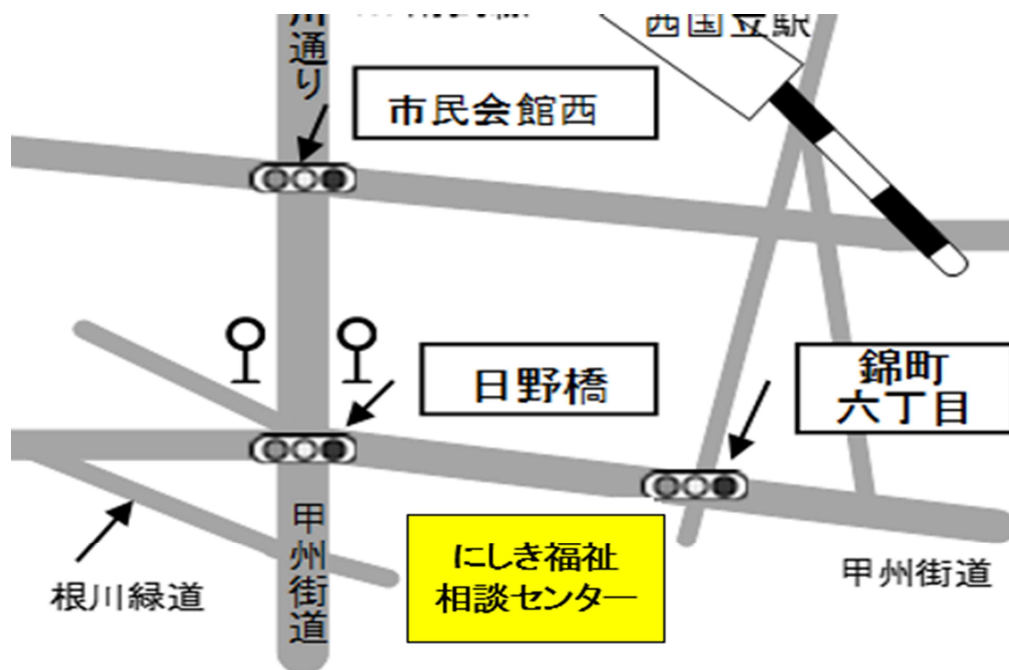 西国立駅
川通り
市民会館西
日野橋
錦町
六丁目
にしき福祉
相談センター
甲州街道
根川緑道
甲州街道